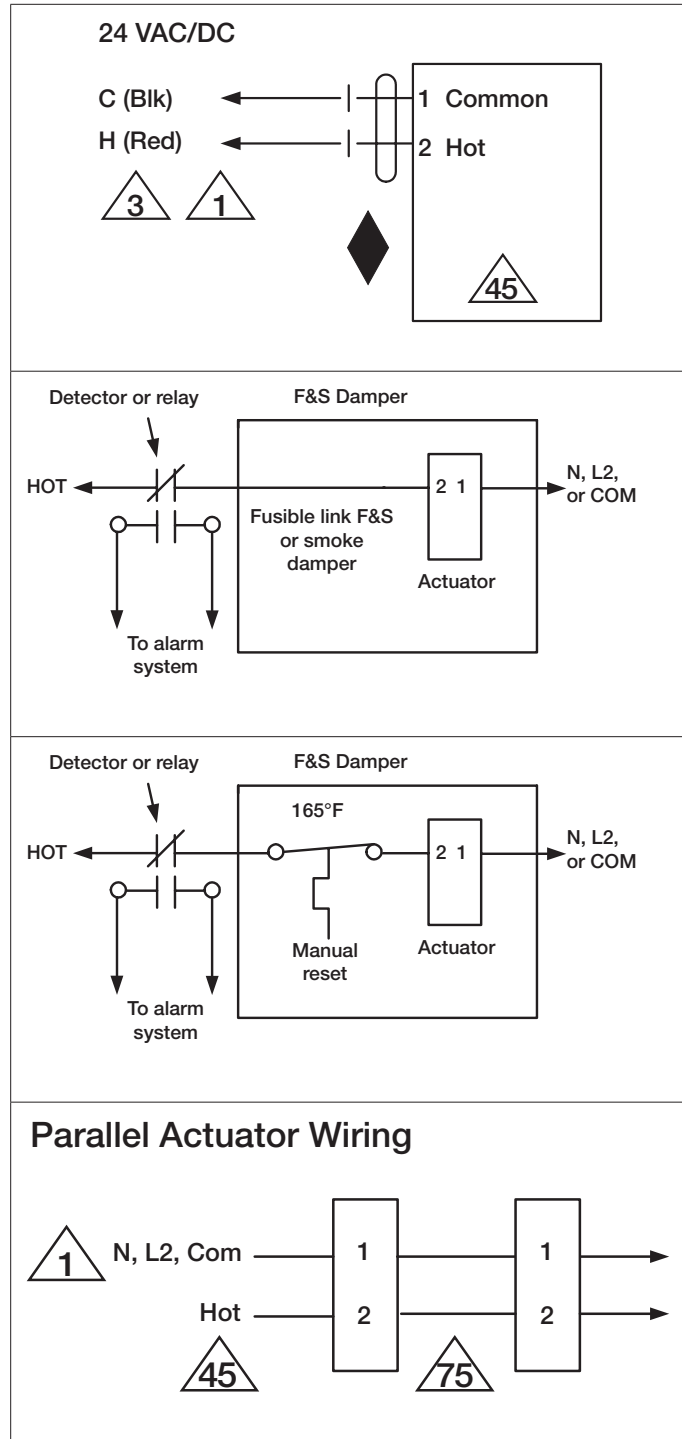 24 VAC/DC
C (Blk)
1 Common
H (Red)
2 Hot
3
1
45
Detector or relay
F&S Damper
HOT
2 1
N, L2,
or COM
Fusible link F&S
or smoke
damper
Actuator
To alarm
system
Detector or relay
F&S Damper
165°F
HOT
2 1
N, L2,
or COM
Manual
reset
Actuator
To alarm
system
Parallel Actuator Wiring
1
N, L2, Com
1
1
Hot
2
2
45
75